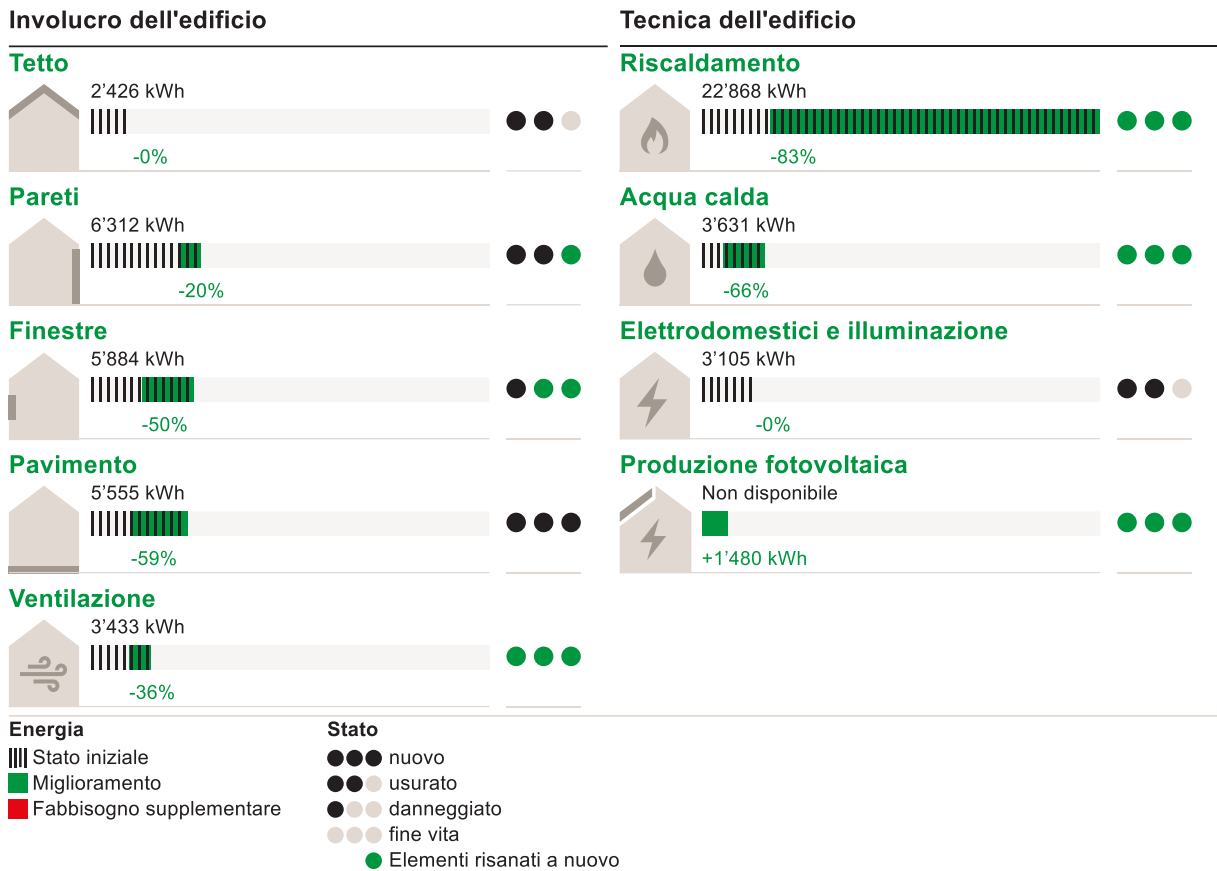 Involucro dell'edificio
Tetto
2’426 kWh
-0%
Pareti
6’312 kWh
-20%
Finestre
5’884 kWh
-50%
Pavimento
5’555 kWh
-59%
Ventilazione
3’433 kWh
-36%
Tecnica dell'edificio
Riscaldamento
22’868 kWh
-83%
Acqua calda
3’631 kWh
-66%
Elettrodomestici e illuminazione
3’105 kWh
-0%
Produzione fotovoltaica
Non disponibile
+1’480 kWh
Energia
Stato iniziale
Miglioramento
Fabbisogno supplementare
Stato
nuovo
usurato
danneggiato
fine vita
Elementi risanati a nuovo